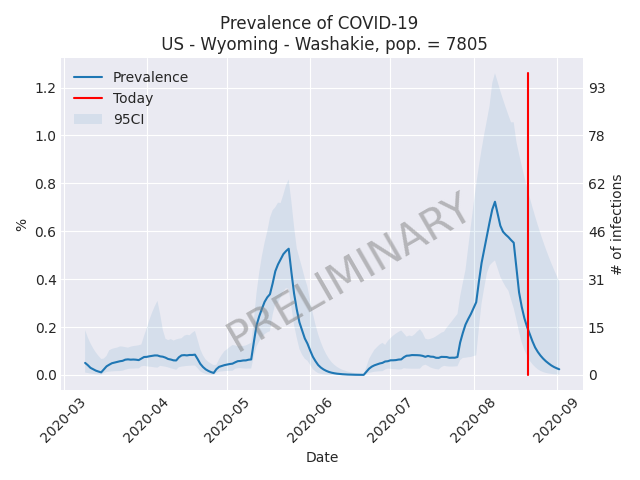 Prevalence of COVID-19
US - Wyoming - Washakie, pop. = 7805
Prevalence
Today
95CI
PRELIMINARY
%
1.2
1.0
0.8
0.6
0.4
0.2
0.0
93
78
62
46
31
15
0
# of infections
2020-03
2020-04
2020-05
2020-06
2020-07
2020-08
2020-09
Date